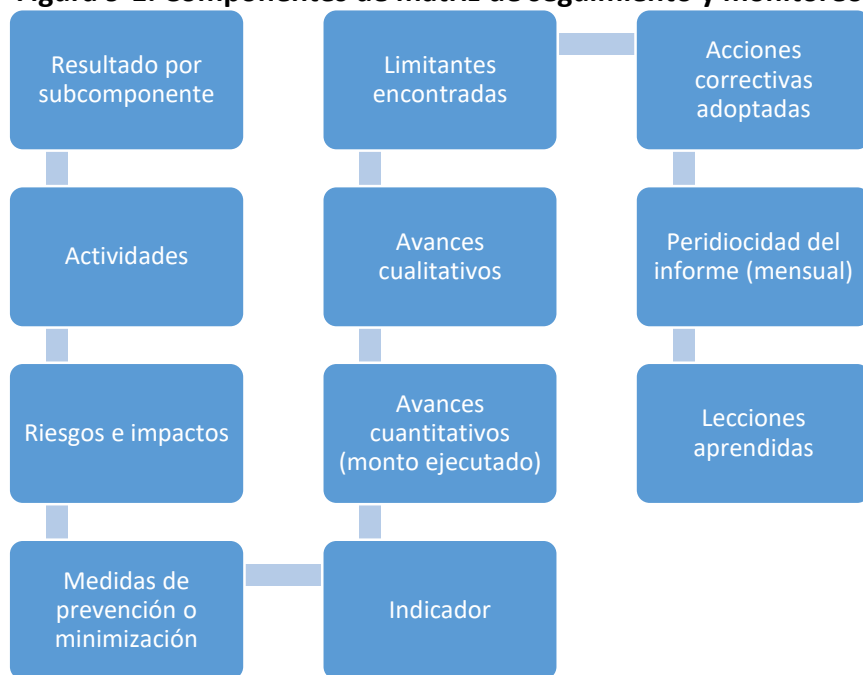 Resultado por
subcomponente
Actividades
Riesgos e impactos
Medidas de
prevención o
minimización
Indicador
Avances
cuantitativos
(monto ejecutado)
Avances
cualitativos
Limitantes
encontradas
Acciones
correctivas
adoptadas
Peridiocidad del
informe (mensual)
Lecciones
aprendidas